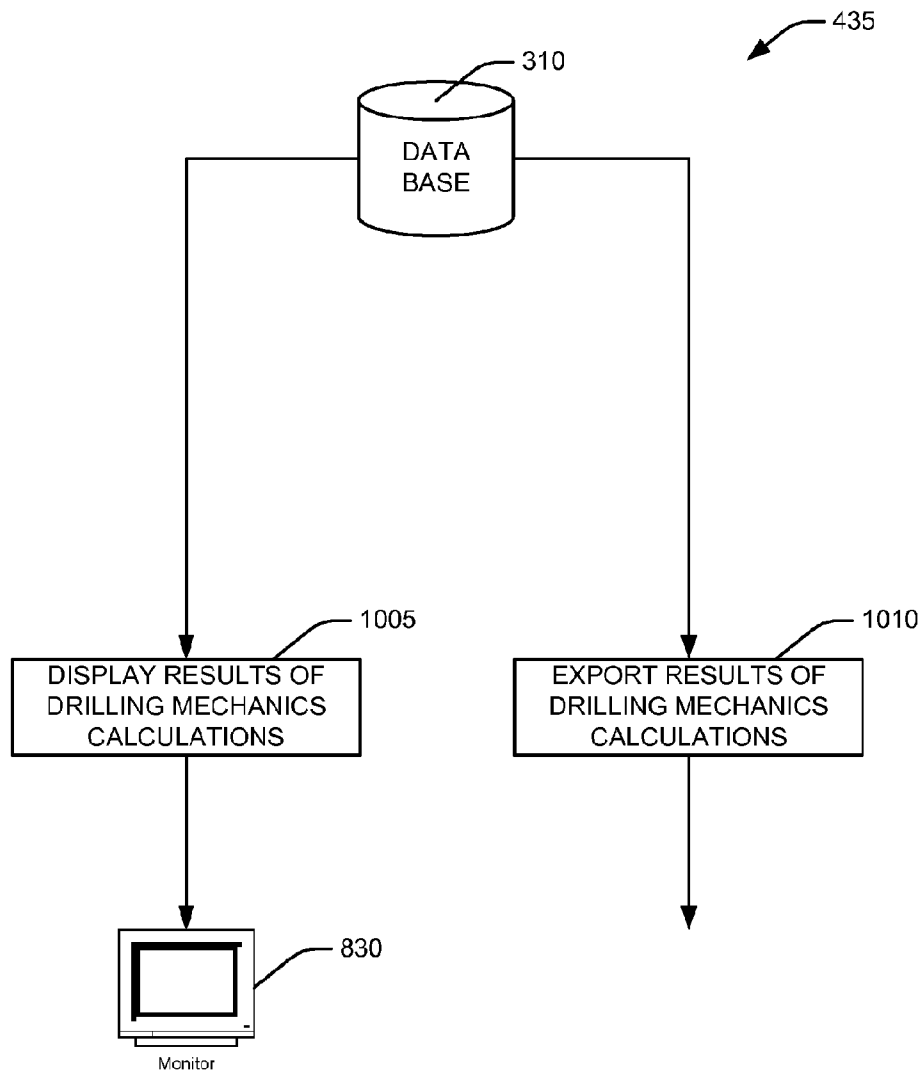 435
310
DATA
BASE
1005
1010
DISPLAY RESULTS OF
DRILLING MECHANICS
CALCULATIONS
EXPORT RESULTS OF
DRILLING MECHANICS
CALCULATIONS
830
Monitor